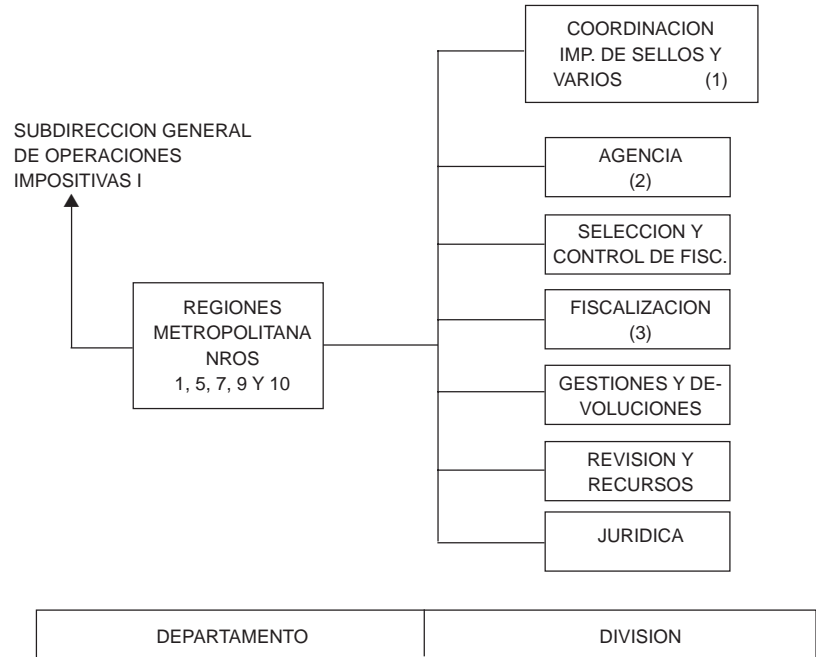 COORDINACION
IMP. DE SELLOS Y
VARIOS (1)
SUBDIRECCION GENERAL
DE OPERACIONES
IMPOSITIVAS I
AGENCIA
(2)
SELECCION Y
CONTROL DE FISC.
REGIONES
METROPOLITANA
NROS
1, 5, 7, 9 Y 10
FISCALIZACION
(3)
GESTIONES Y DE-
VOLUCIONES
REVISION Y
RECURSOS
JURIDICA
DEPARTAMENTO
DIVISION